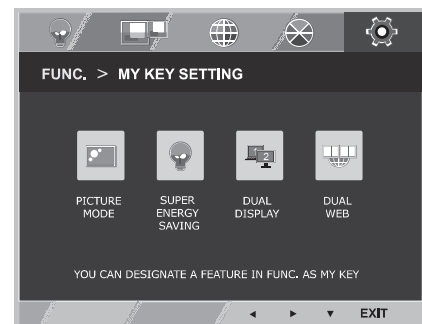 FUNC. > MY KEY SETTING
2
PICTURE MODE
SUPER ENERGY SAVING
DUAL DISPLAY
DUAL WEB
YOU CAN DESIGNATE A FEATURE IN FUNC. AS MY KEY
EXIT